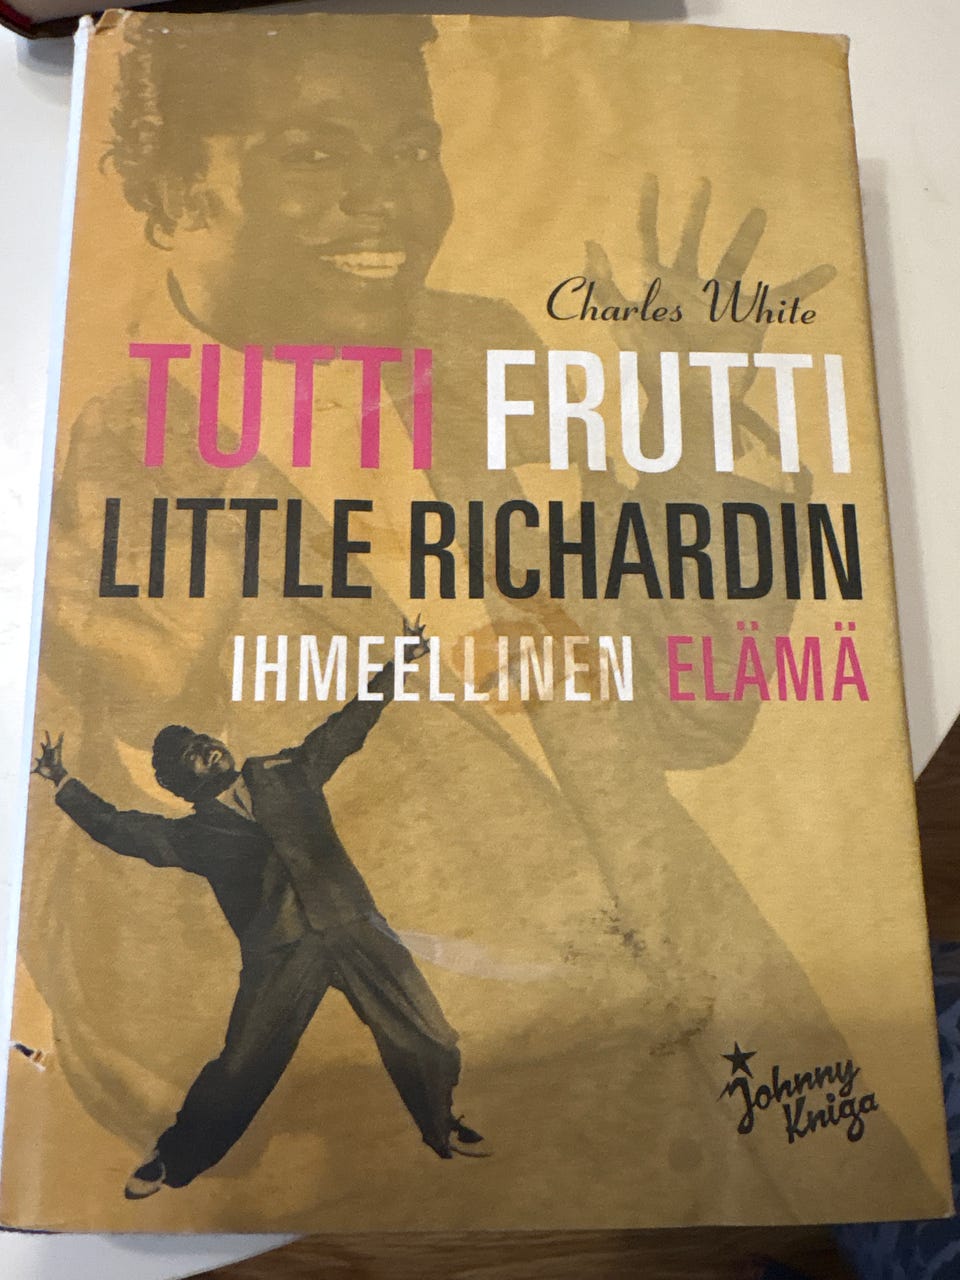 Charles White
TUTTI FRUTTI
LITTLE RICHARDIN
IHMEELLINEN ELÄMÄ
Johnny
Kniga